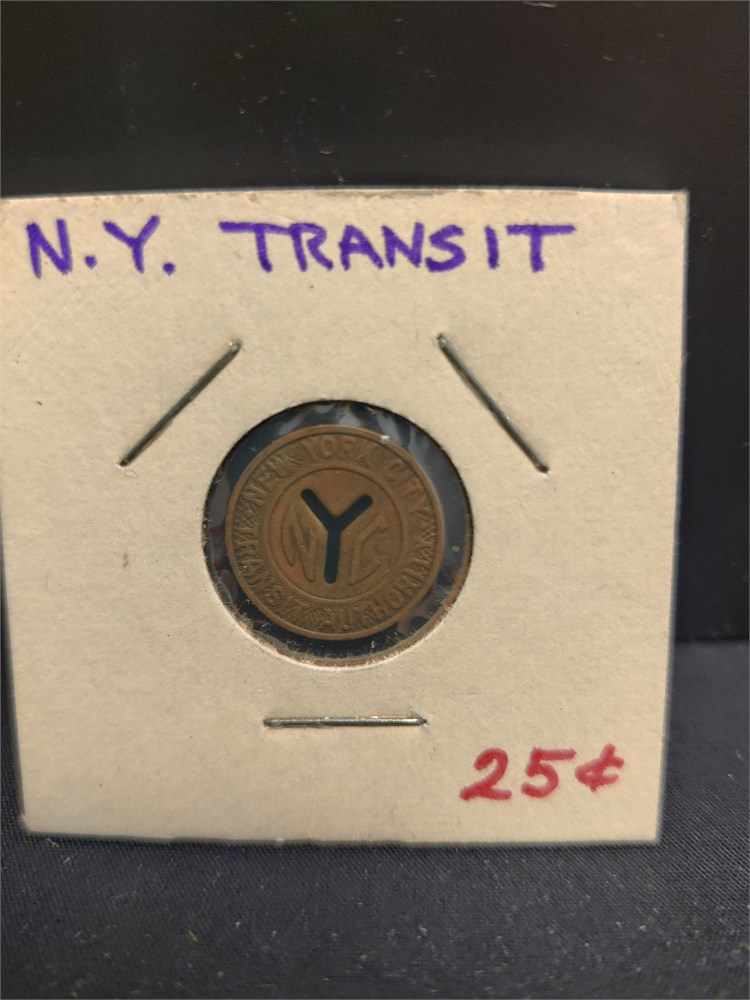 N.Y. TRANSIT
NEW YORK CITY
NYC
TRANSIT AUTHORITY
25¢